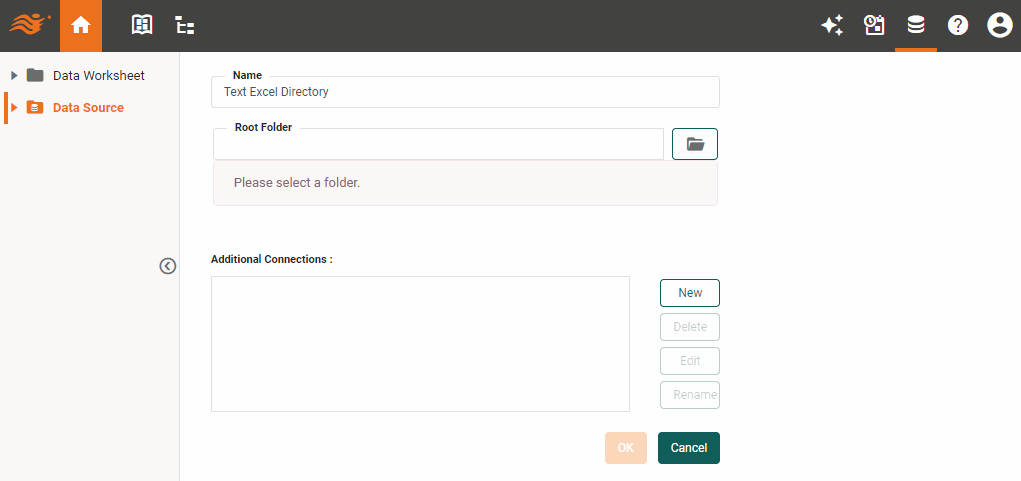 Data Worksheet
Data Source
Name
Text Excel Directory
Root Folder
Please select a folder.
Additional Connections :
New
Delete
Edit
Rename
OK
Cancel